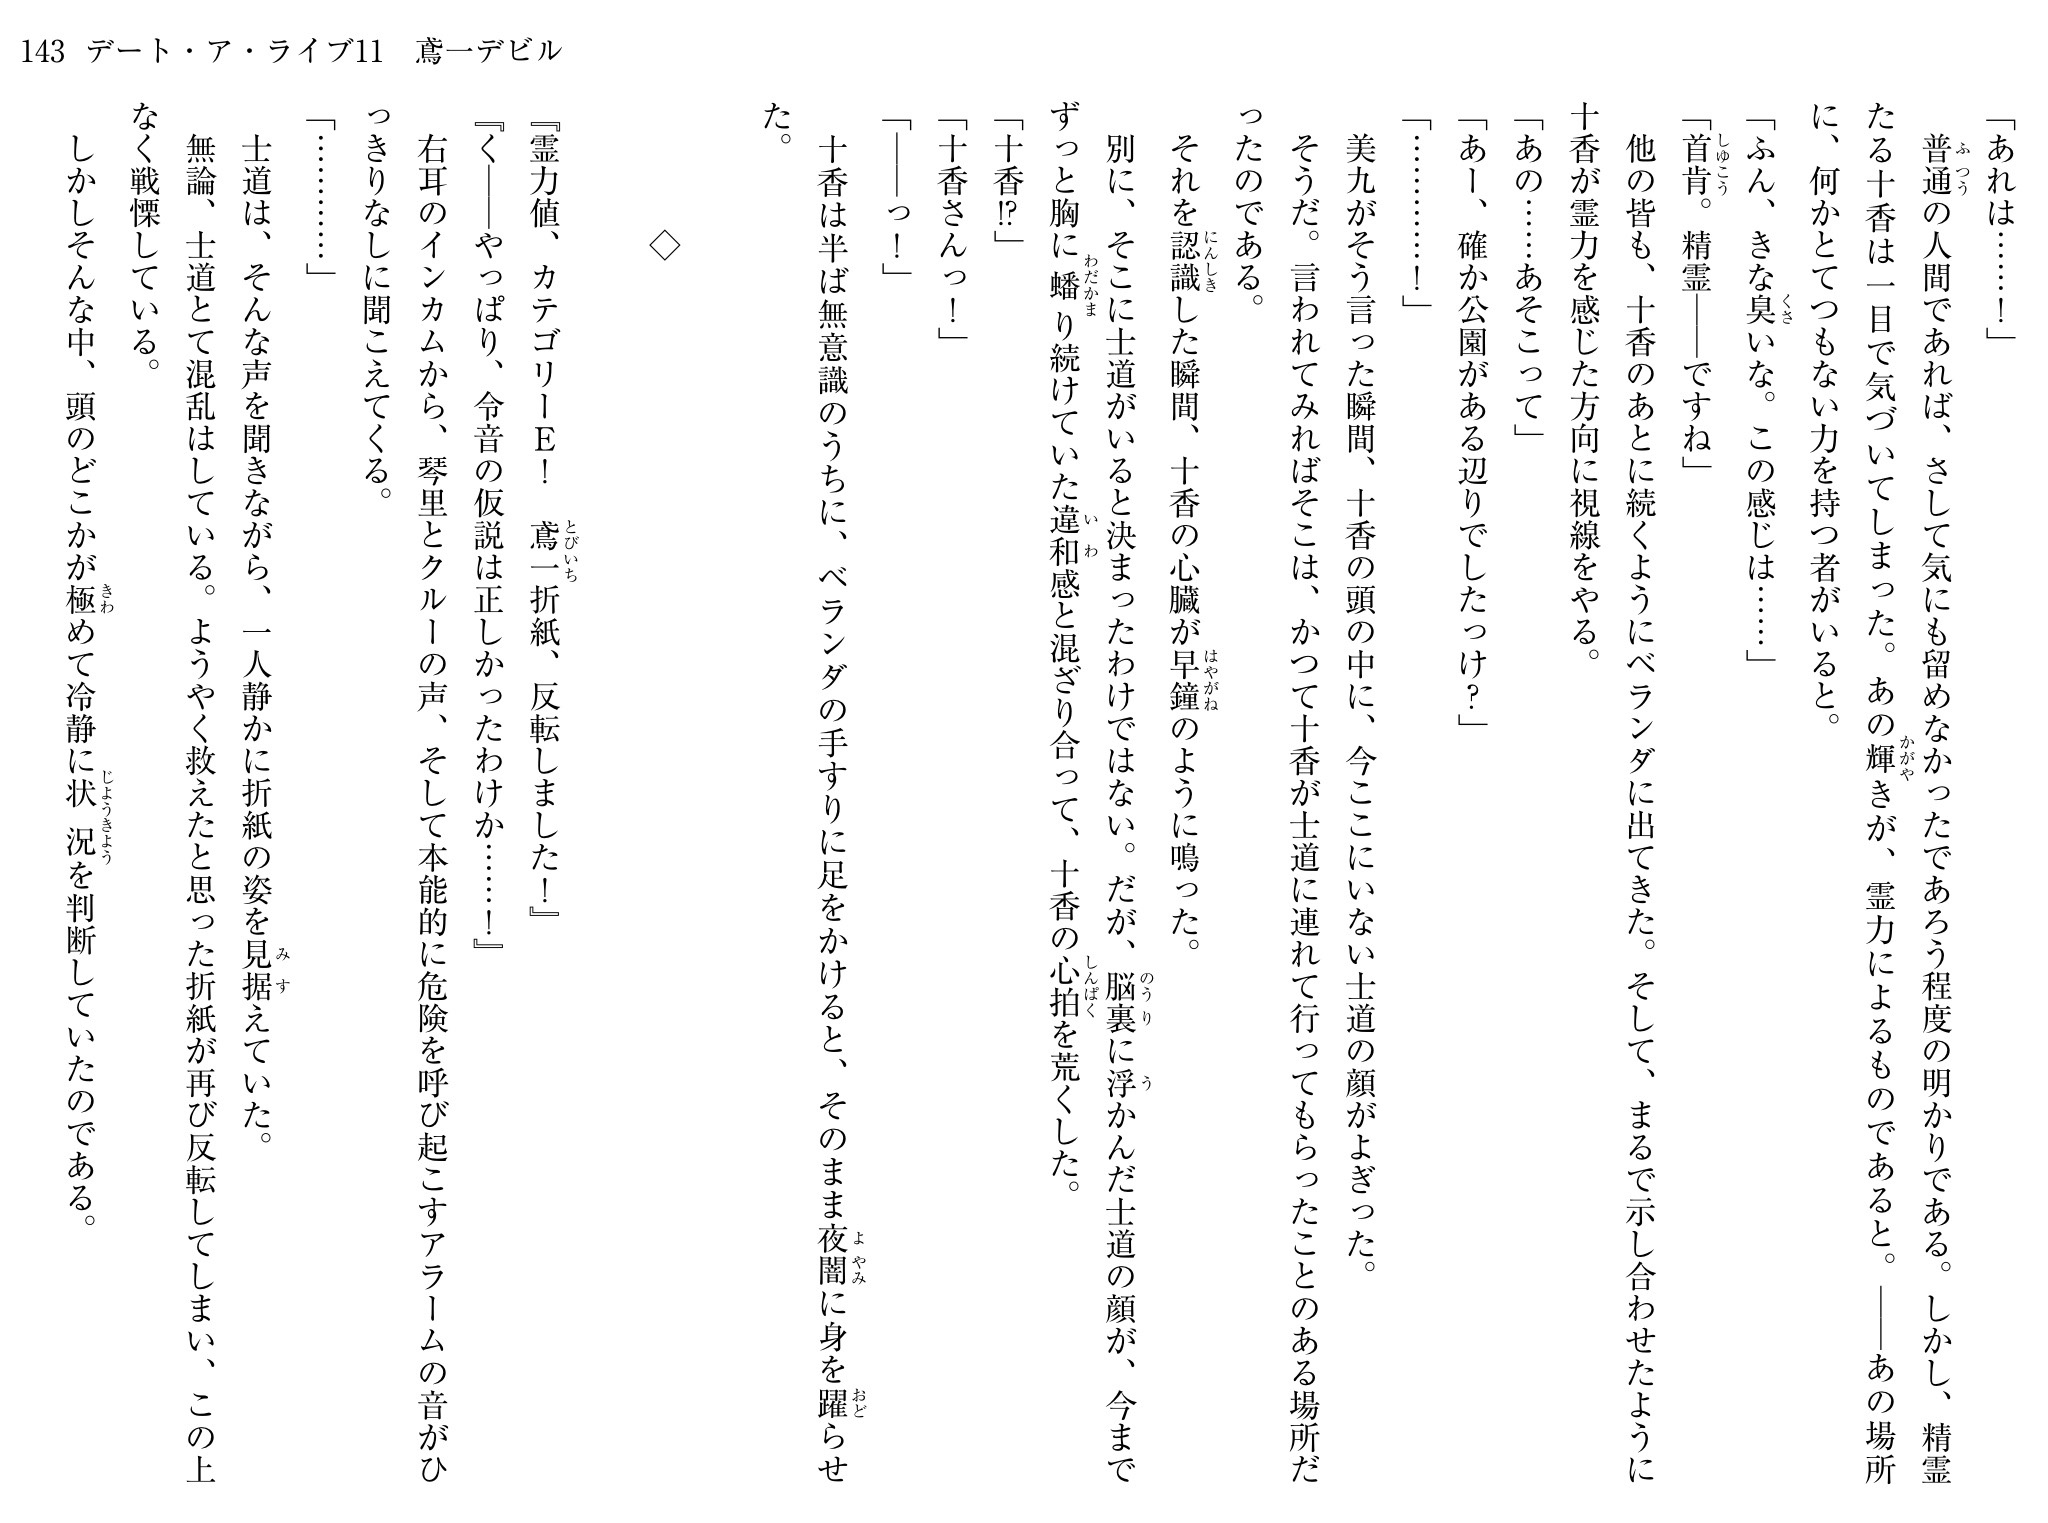 143 デート・ア・ライブ11 鳶一デビル
「あれは……！」
普通の人間であれば、さして気にも留めなかったであろう程度の明かりである。しかし、精霊
たる十香は一目で気づいてしまった。あの輝きが、霊力によるものであると。――あの場所
に、何かとてつもない力を持つ者がいると。
「ふん、きな臭いな。この感じは……」
「首肯。精霊――ですね」
他の皆も、十香のあとに続くようにベランダに出てきた。そして、まるで示し合わせたように
十香が霊力を感じた方向に視線をやる。
「あの……あそこって」
「あー、確か公園がある辺りでしたっけ？」
「…………！」
美九がそう言った瞬間、十香の頭の中に、今ここにいない士道の顔がよぎった。
そうだ。言われてみればそこは、かつて十香が士道に連れて行ってもらったことのある場所だ
ったのである。
それを認識した瞬間、十香の心臓が早鐘のように鳴った。
別に、そこに士道がいると決まったわけではない。だが、脳裏に浮かんだ士道の顔が、今まで
ずっと胸に蟠り続けていた違和感と混ざり合って、十香の心拍を荒くした。
「十香!?」
「十香さんっ！」
「――っ！」
十香は半ば無意識のうちに、ベランダの手すりに足をかけると、そのまま夜闇に身を躍らせ
た。
◇
『霊力値、カテゴリーＥ！　鳶一折紙、反転しました！』
『く――やっぱり、令音の仮説は正しかったわけか……！』
右耳のインカムから、琴里とクルーの声、そして本能的に危険を呼び起こすアラームの音がひ
っきりなしに聞こえてくる。
「…………」
士道は、そんな声を聞きながら、一人静かに折紙の姿を見据えていた。
無論、士道とて混乱はしている。ようやく救えたと思った折紙が再び反転してしまい、この上
なく戦慄している。
しかしそんな中、頭のどこかが極めて冷静に状況を判断していたのである。